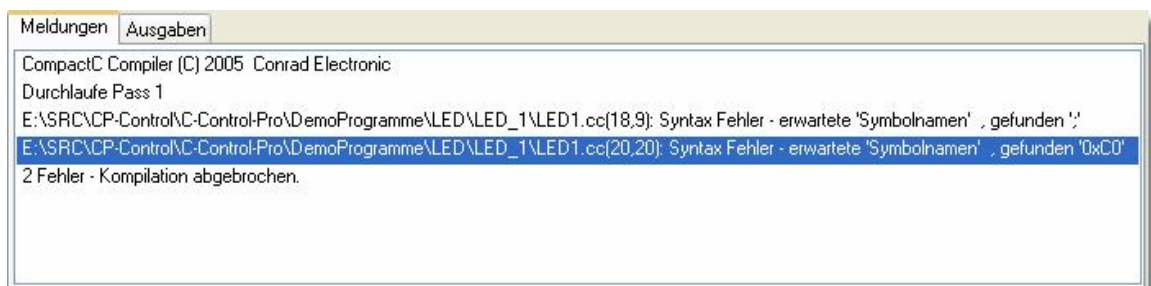 Meldungen Ausgaben
CompactC Compiler (C) 2005 Conrad Electronic
Durchlaufe Pass 1
E:\SRC\CP-Control\C-Control-Pro\DemoProgramme\LED\LED_1\LED1.cc(18,9): Syntax Fehler - erwartete 'Symbolnamen' , gefunden ';'
E:\SRC\CP-Control\C-Control-Pro\DemoProgramme\LED\LED_1\LED1.cc(20,20): Syntax Fehler - erwartete 'Symbolnamen' , gefunden '0xC0'
2 Fehler - Kompilation abgebrochen.